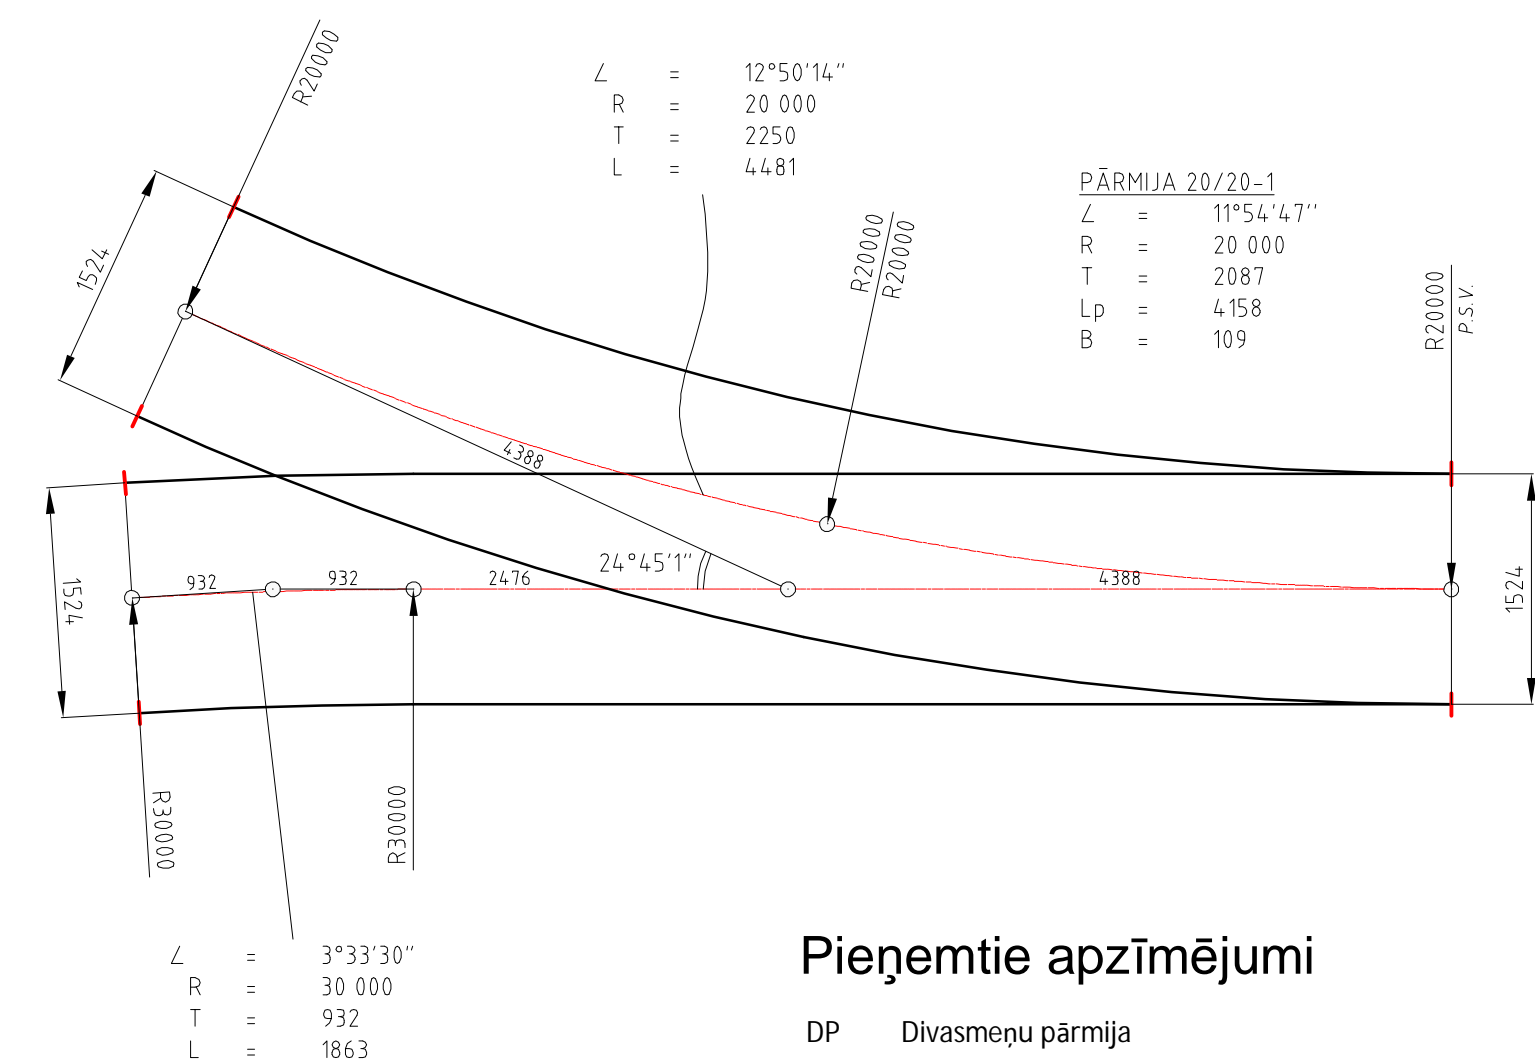 R20000
∠ = 12°50'14''
R = 20 000
T = 2250
L = 4481
PĀRMIJA 20/20-1
∠ = 11°54'47''
R = 20 000
T = 2087
Lp = 4158
B = 109
R20000
R20000
R20000
P.S.V.
1524
4388
24°45'1''
932
932
2476
4388
1524
1524
R30000
R30000
∠ = 3°33'30''
R = 30 000
T = 932
L = 1863
Pieņemtie apzīmējumi
DP Divasmeņu pārmija